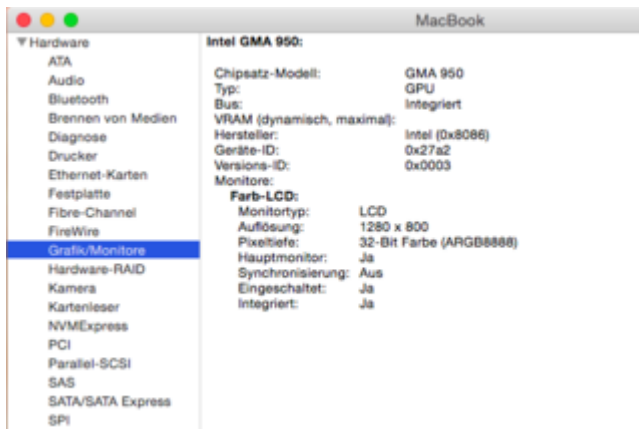 MacBook
Hardware
ATA
Audio
Bluetooth
Brennen von Medien
Diagnose
Drucker
Ethernet-Karten
Festplatte
Fibre-Channel
FireWire
Grafik/Monitore
Hardware-RAID
Kamera
Kartenleser
NVMExpress
PCI
Parallel-SCSI
SAS
SATA/SATA Express
SPI
Intel GMA 950:
Chipsatz-Modell: GMA 950
Typ: GPU
Bus: Integriert
VRAM (dynamisch, maximal):
Hersteller: Intel (0x8086)
Geräte-ID: 0x27a2
Versions-ID: 0x0003
Monitore:
Farb-LCD:
Monitortyp: LCD
Auflösung: 1280 x 800
Pixeltiefe: 32-Bit Farbe (ARGB8888)
Hauptmonitor: Ja
Synchronisierung: Aus
Eingeschaltet: Ja
Integriert: Ja